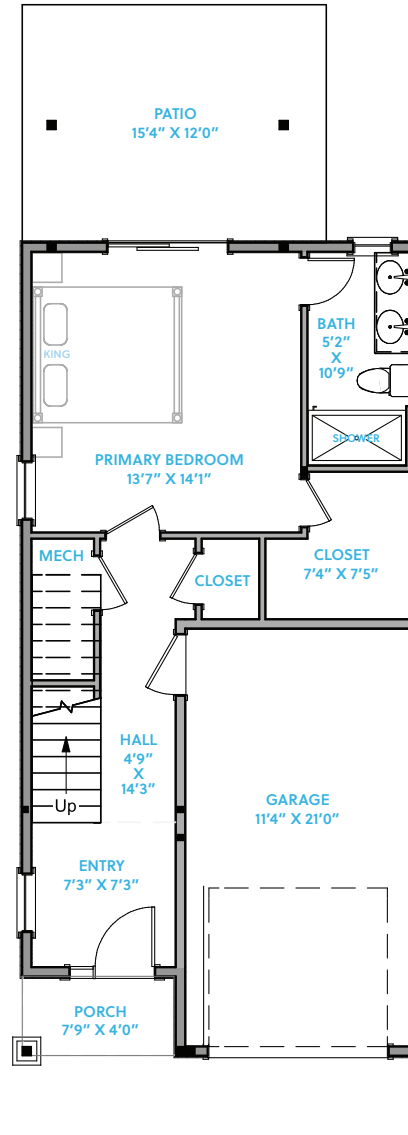 PATIO
15'4" X 12'0"
BATH
5'2"
X
10'9"
KING
SHOWER
PRIMARY BEDROOM
13'7" X 14'1"
MECH
CLOSET
CLOSET
7'4" X 7'5"
HALL
4'9"
X
14'3"
Up
GARAGE
11'4" X 21'0"
ENTRY
7'3" X 7'3"
PORCH
7'9" X 4'0"